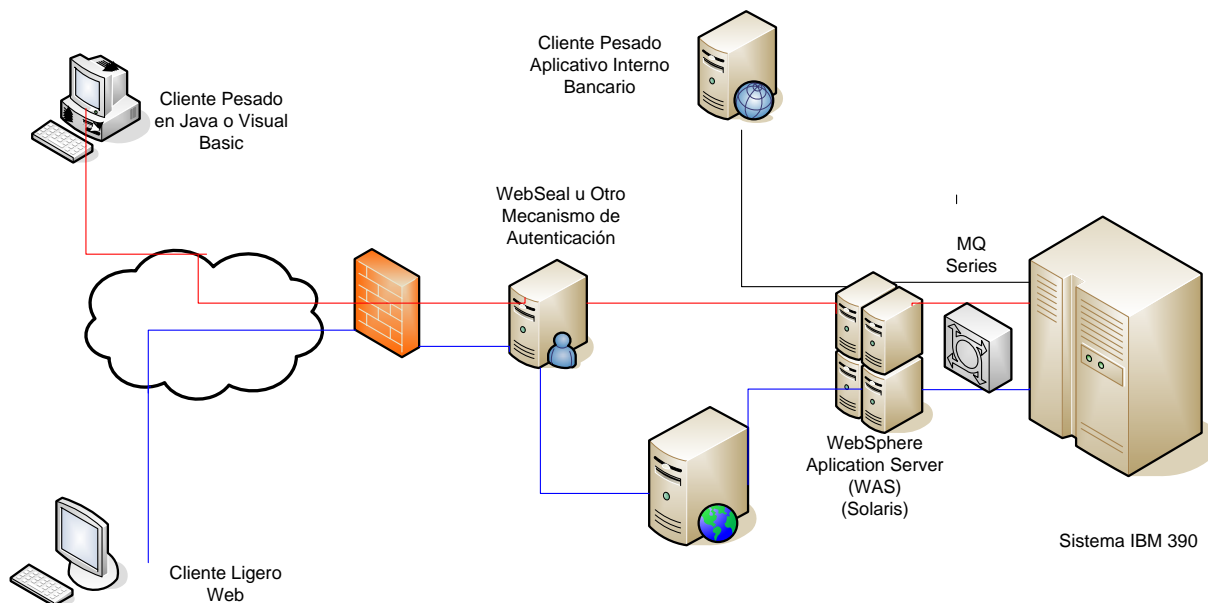 Cliente Pesado
Aplicativo Interno
Bancario
Cliente Pesado
en Java o Visual
Basic
WebSeal u Otro
Mecanismo de
Autenticación
MQ
Series
WebSphere
Aplication Server
(WAS)
(Solaris)
Sistema IBM 390
Cliente Ligero
Web